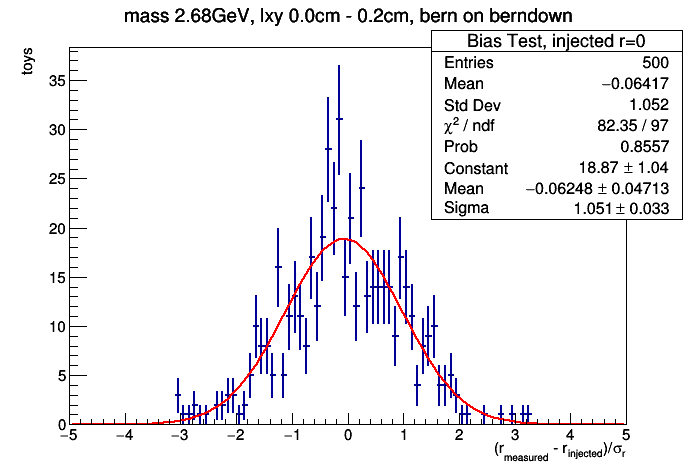 mass 2.68GeV, lxy 0.0cm - 0.2cm, bern on berndown
Bias Test, injected r=0
Entries 500
Mean −0.06417
Std Dev 1.052
χ² / ndf 82.35 / 97
Prob 0.8557
Constant 18.87 ± 1.04
Mean −0.06248 ± 0.04713
Sigma 1.051 ± 0.033
toys
35
30
25
20
15
10
5
0
−5 −4 −3 −2 −1 0 1 2 3 4 5
(r_measured - r_injected)/σ_r